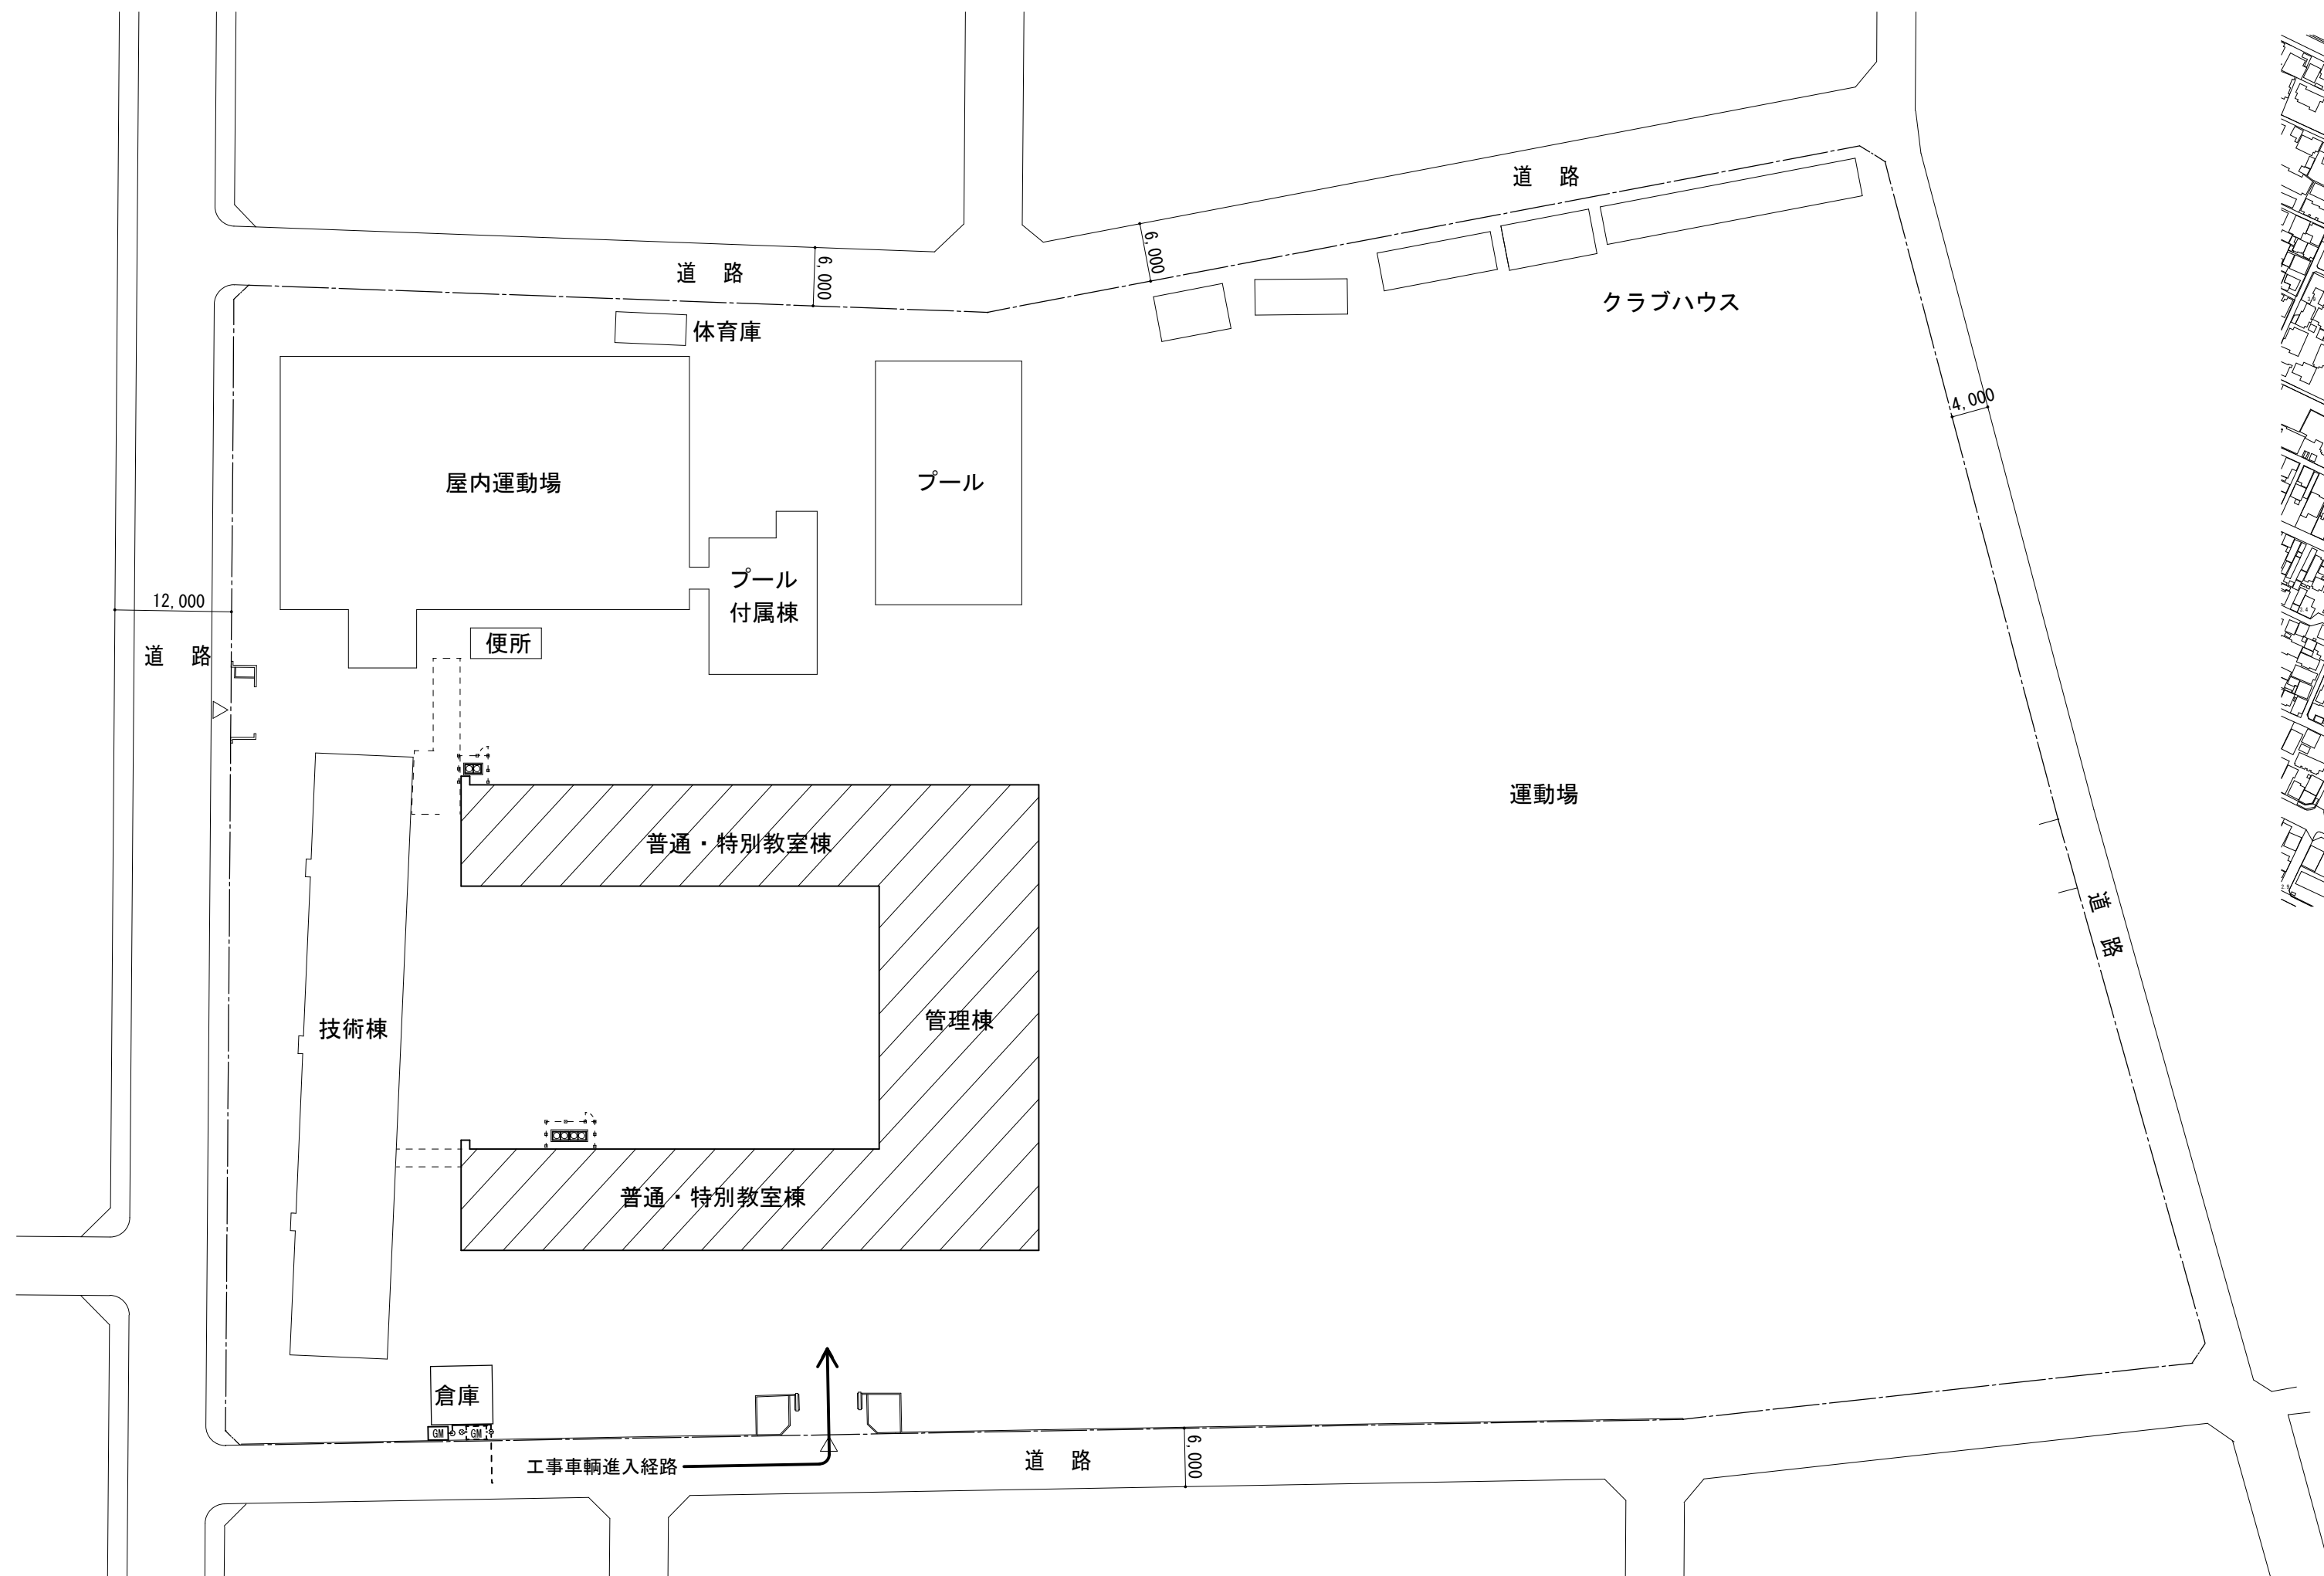 道 路
6,000
道 路
6,000
体育庫
クラブハウス
4,000
屋内運動場
プール
プール
付属棟
12,000
便所
道 路
運動場
普通・特別教室棟
道 路
管理棟
技術棟
普通・特別教室棟
倉庫
GM
GM
工事車輌進入経路
道 路
6,000